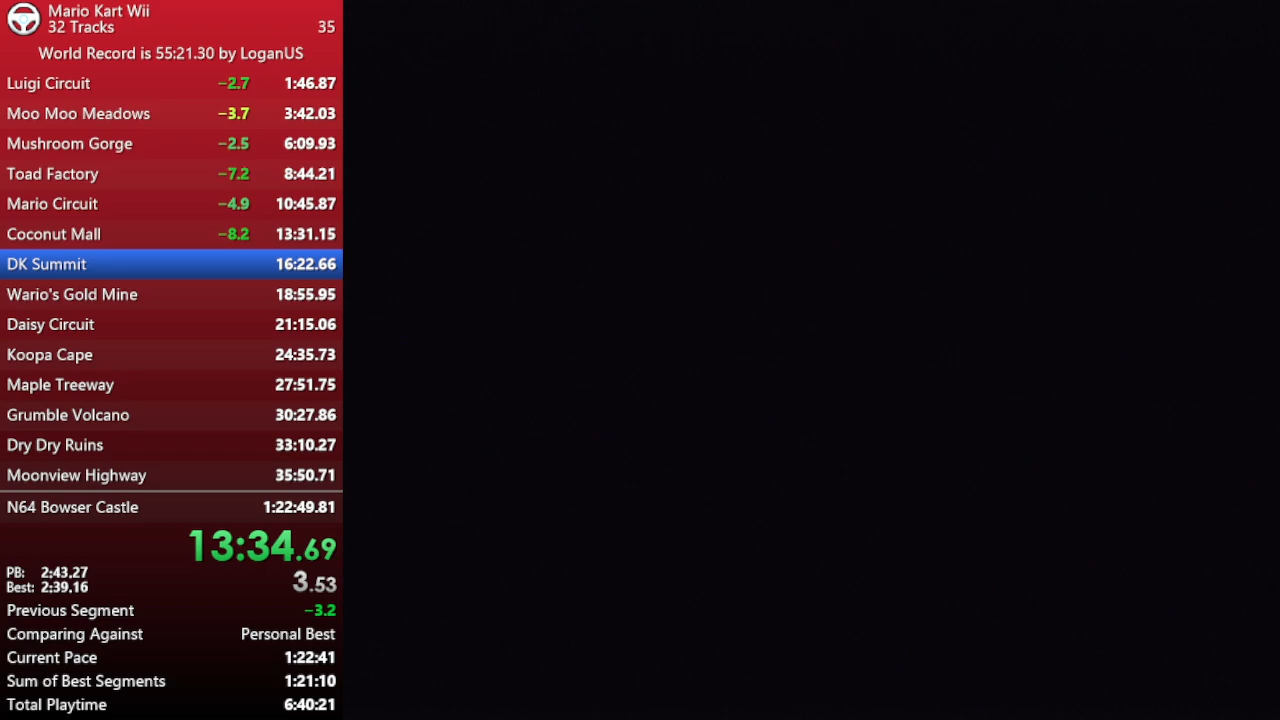 Mario Kart Wii
32 Tracks 35
World Record is 55:21.30 by LoganUS
Luigi Circuit −2.7 1:46.87
Moo Moo Meadows −3.7 3:42.03
Mushroom Gorge −2.5 6:09.93
Toad Factory −7.2 8:44.21
Mario Circuit −4.9 10:45.87
Coconut Mall −8.2 13:31.15
DK Summit 16:22.66
Wario's Gold Mine 18:55.95
Daisy Circuit 21:15.06
Koopa Cape 24:35.73
Maple Treeway 27:51.75
Grumble Volcano 30:27.86
Dry Dry Ruins 33:10.27
Moonview Highway 35:50.71
N64 Bowser Castle 1:22:49.81
13:34.69
PB: 2:43.27
Best: 2:39.16 3.53
Previous Segment −3.2
Comparing Against Personal Best
Current Pace 1:22:41
Sum of Best Segments 1:21:10
Total Playtime 6:40:21